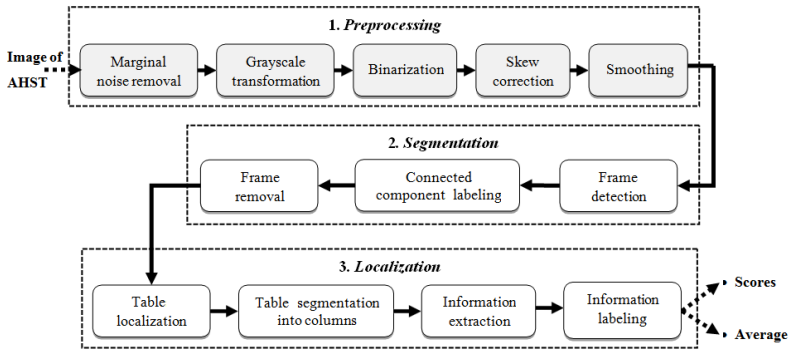 1. Preprocessing
Image of
AHST
Marginal
noise removal
Grayscale
transformation
Binarization
Skew
correction
Smoothing
2. Segmentation
Frame
removal
Connected
component labeling
Frame
detection
3. Localization
Table
localization
Table segmentation
into columns
Information
extraction
Information
labeling
Scores
Average